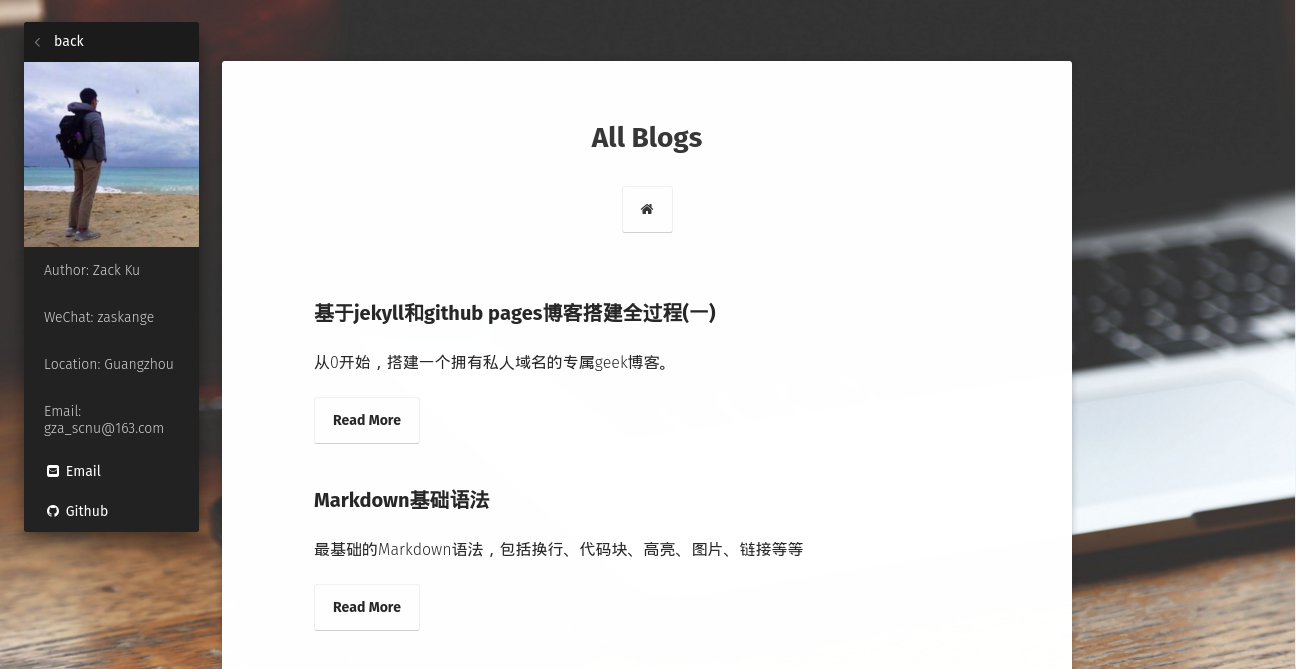 back
Author: Zack Ku
WeChat: zaskange
Location: Guangzhou
Email:
gza_scnu@163.com
Email
Github
All Blogs
基于jekyll和github pages博客搭建全过程(一)
从0开始，搭建一个拥有私人域名的专属geek博客。
Read More
Markdown基础语法
最基础的Markdown语法，包括换行、代码块、高亮、图片、链接等等
Read More